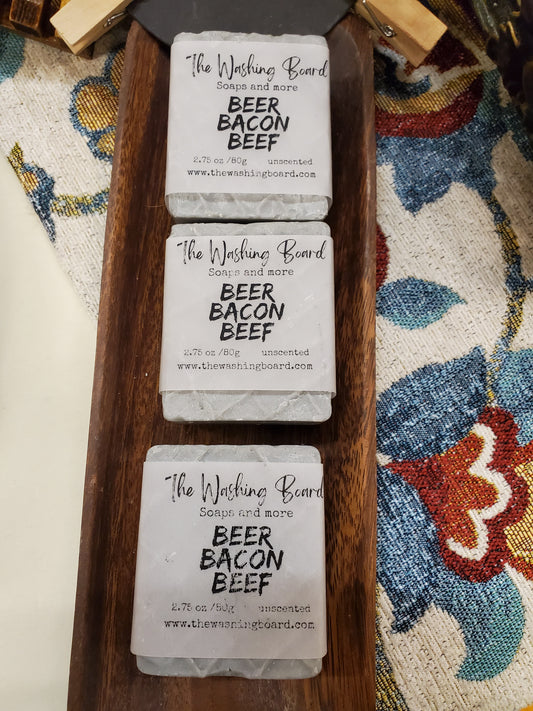 The Washing Board
Soaps and more
BEER
BACON
BEEF
2.75 oz /80g unscented
www.thewashingboard.com
The Washing Board
Soaps and more
BEER
BACON
BEEF
2.75 oz /80g unscented
www.thewashingboard.com
The Washing Board
Soaps and more
BEER
BACON
BEEF
2.75 oz /80g unscented
www.thewashingboard.com